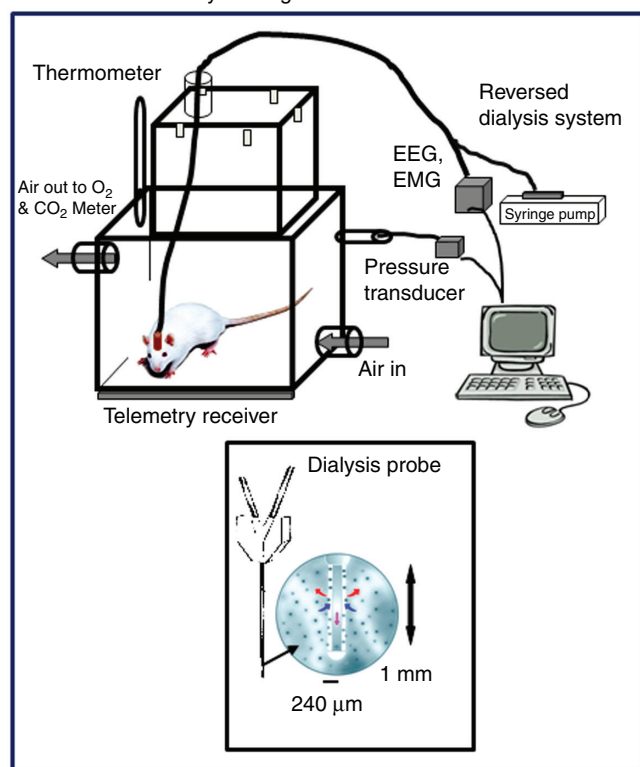 Thermometer
Reversed
dialysis system
EEG,
EMG
Air out to O₂
& CO₂ Meter
Syringe pump
Pressure
transducer
Air in
Telemetry receiver
Dialysis probe
1 mm
240 µm